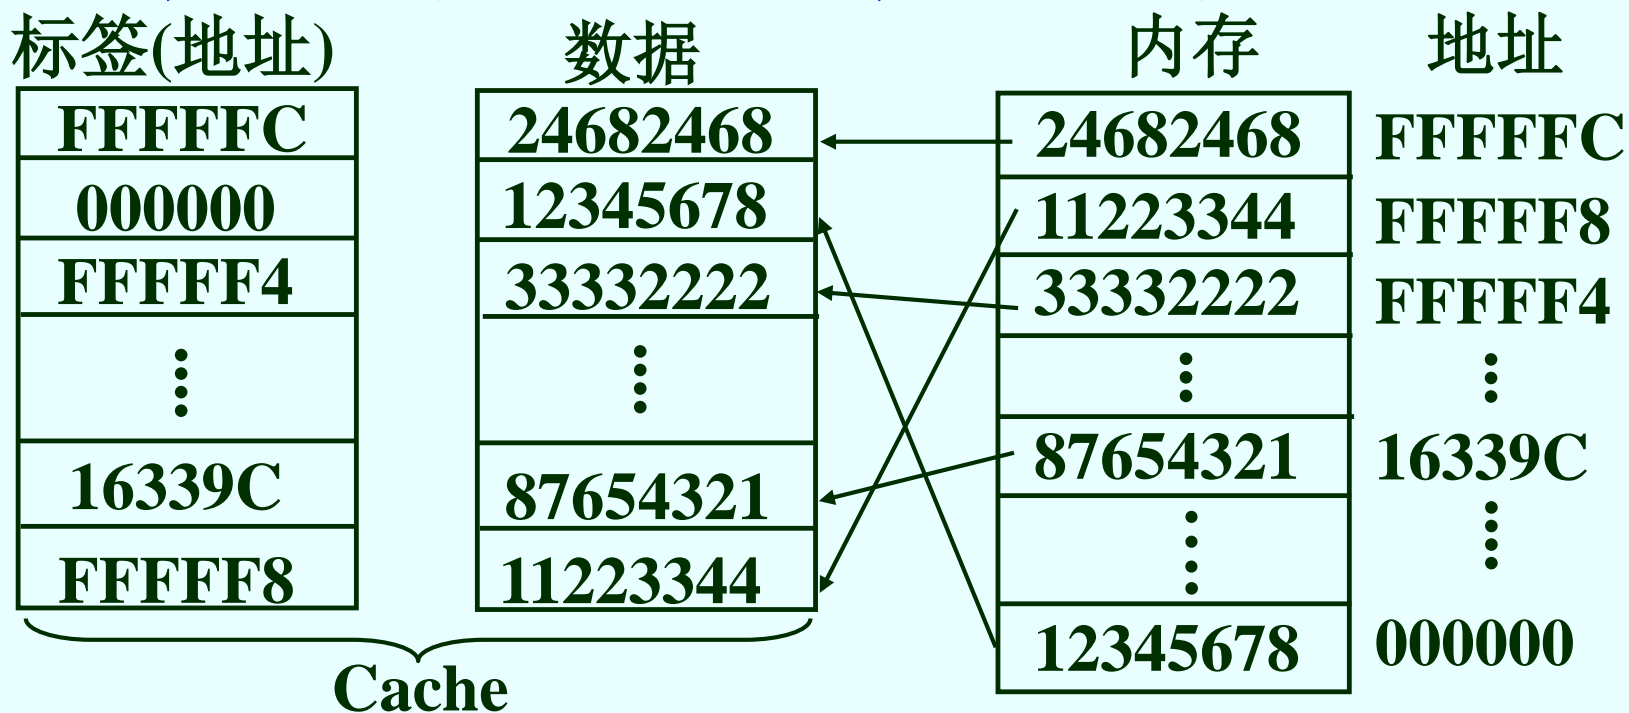 标签(地址) 数据 内存 地址
FFFFFC 24682468 24682468 FFFFFC
000000 12345678 11223344 FFFFF8
FFFFF4 33332222 33332222 FFFFF4
16339C 87654321 87654321 16339C
FFFFF8 11223344 12345678 000000
Cache